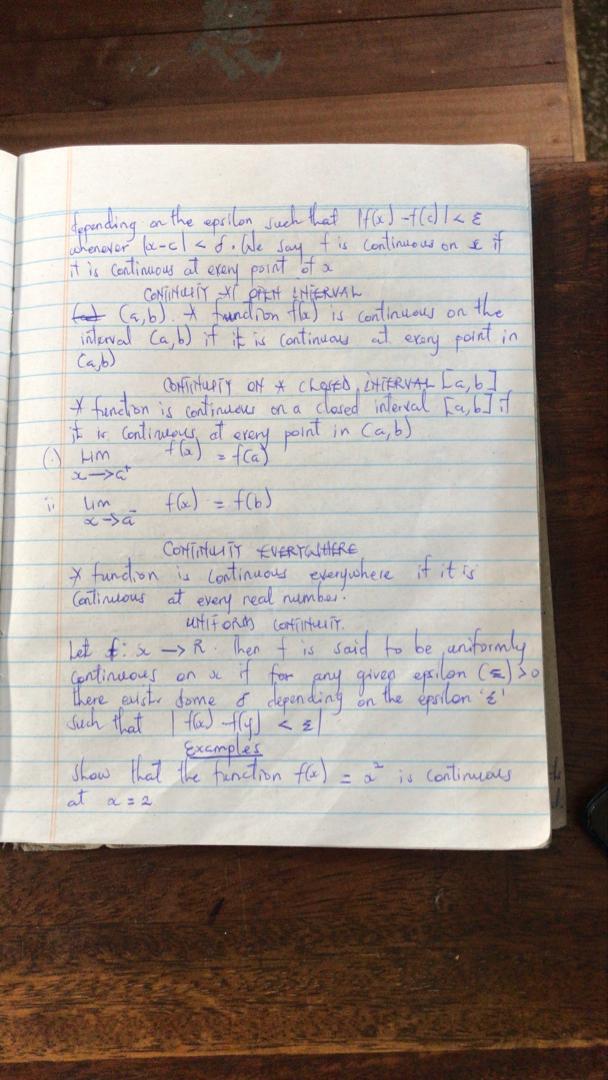 depending on the epsilon such that |f(x) -f(c)| < ε
whenever |x-c| < δ. We say f is continuous on x if
it is continuous at every point of x
CONTINUITY AT OPEN INTERVAL
(a,b). A function f(x) is continuous on the
interval (a,b) if it is continuous at every point in
(a,b)
CONTINUITY ON A CLOSED INTERVAL [a,b]
A function is continuous on a closed interval [a,b] if
it is continuous at every point in (a,b)
(i) Lim f(x) = f(a)
x→a⁺
ii Lim f(x) = f(b)
x→a⁻
CONTINUITY EVERYWHERE
A function is continuous everywhere if it is
continuous at every real number.
UNIFORM CONTINUITY.
Let f: x → R. Then f is said to be uniformly
continuous on x if for any given epsilon (ε) >0
there exist some δ depending on the epsilon 'ε'
such that | f(x) -f(y) < ε|
Examples
Show that the function f(x) = x² is continuous
at x = 2